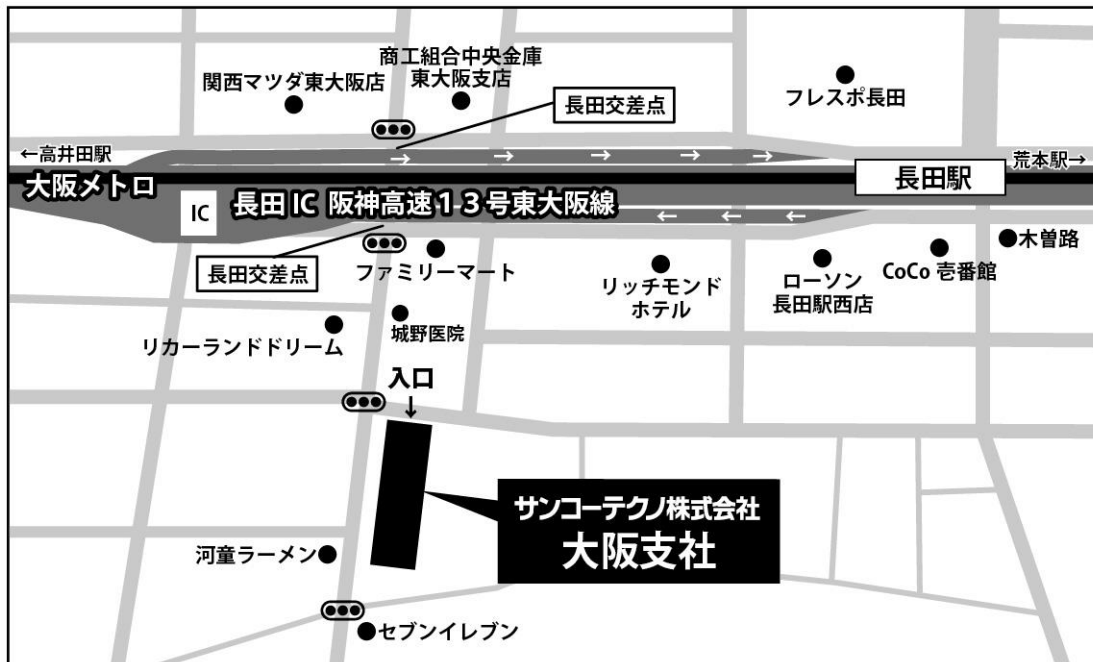 商工組合中央金庫
東大阪支店
関西マツダ東大阪店
フレスポ長田
長田交差点
←高井田駅
荒本駅→
大阪メトロ
長田駅
IC
長田 IC 阪神高速13号東大阪線
長田交差点
ファミリーマート
リッチモンド
ホテル
ローソン
長田駅西店
CoCo 壱番館
木曽路
リカーランドドリーム
城野医院
入口
↓
サンコーテクノ株式会社
大阪支社
河童ラーメン
セブンイレブン